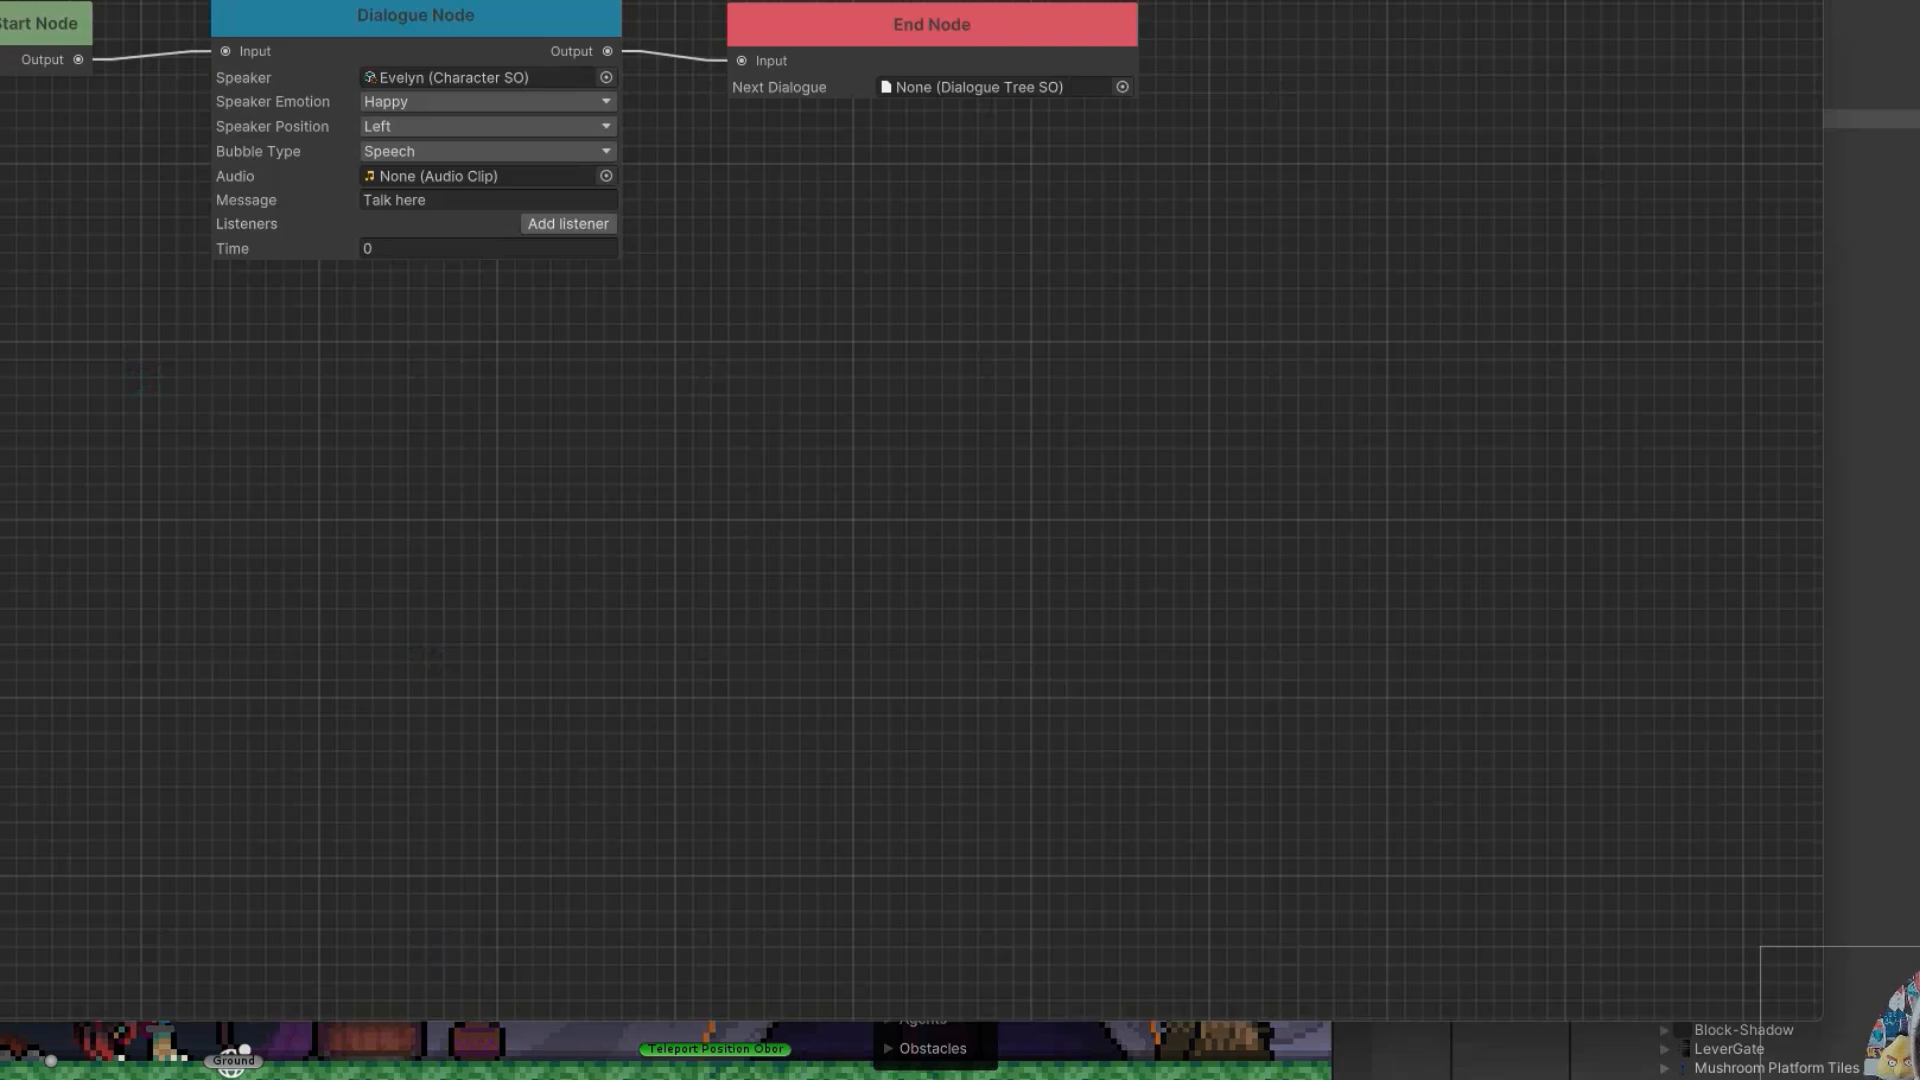 Start Node
Output
Dialogue Node
Input Output
Speaker Evelyn (Character SO)
Speaker Emotion Happy
Speaker Position Left
Bubble Type Speech
Audio None (Audio Clip)
Message Talk here
Listeners Add listener
Time 0
End Node
Input
Next Dialogue None (Dialogue Tree SO)
Agents
Obstacles
Ground
Teleport Position Obor
Block-Shadow
LeverGate
Mushroom Platform Tiles